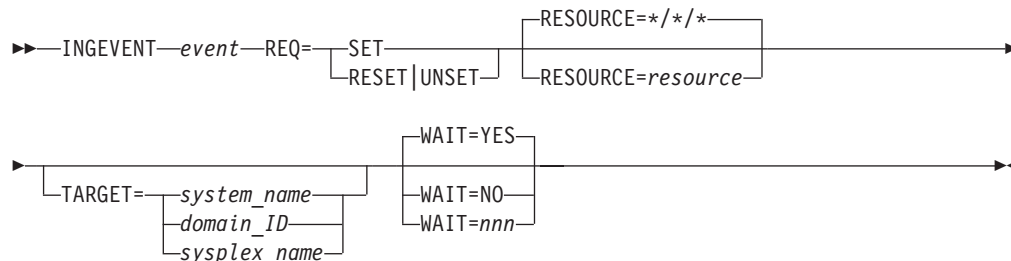 RESOURCE=*/*/*
INGEVENT event REQ= SET
RESET|UNSET RESOURCE=resource
WAIT=YES
TARGET= system_name WAIT=NO
domain_ID WAIT=nnn
sysplex_name